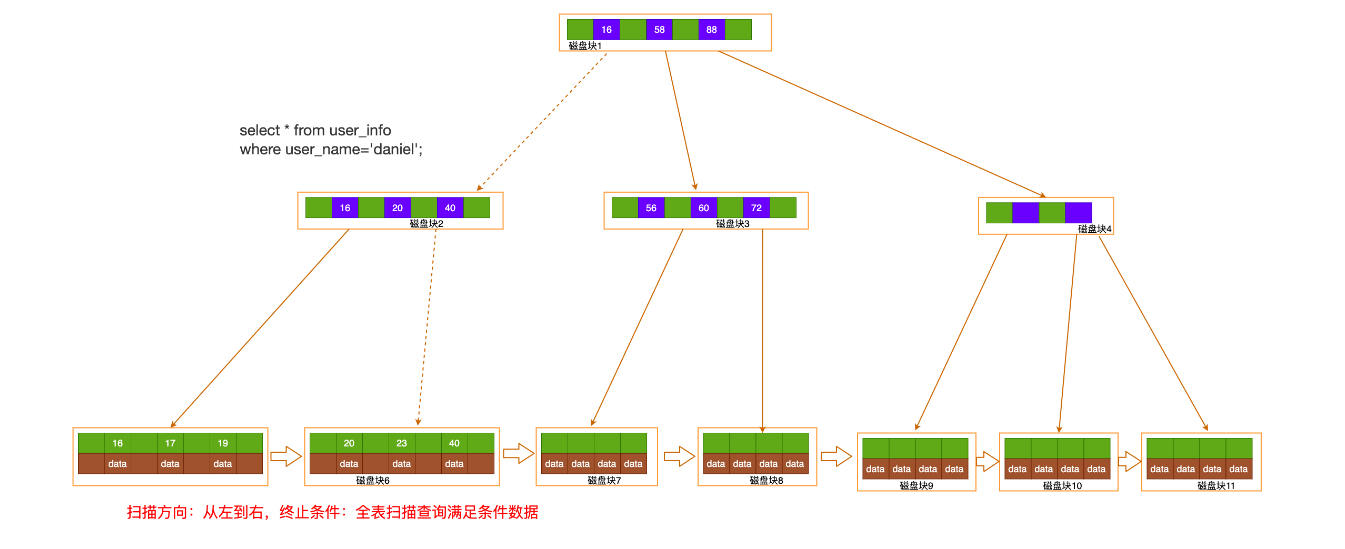 16 58 88
磁盘块1
select * from user_info
where user_name='daniel';
16 20 40
磁盘块2
56 60 72
磁盘块3
磁盘块4
16 17 19
data data data
20 23 40
data data data
磁盘块6
data data data data
磁盘块7
data data data data
磁盘块8
data data data data
磁盘块9
data data data data
磁盘块10
data data data data
磁盘块11
扫描方向：从左到右，终止条件：全表扫描查询满足条件数据